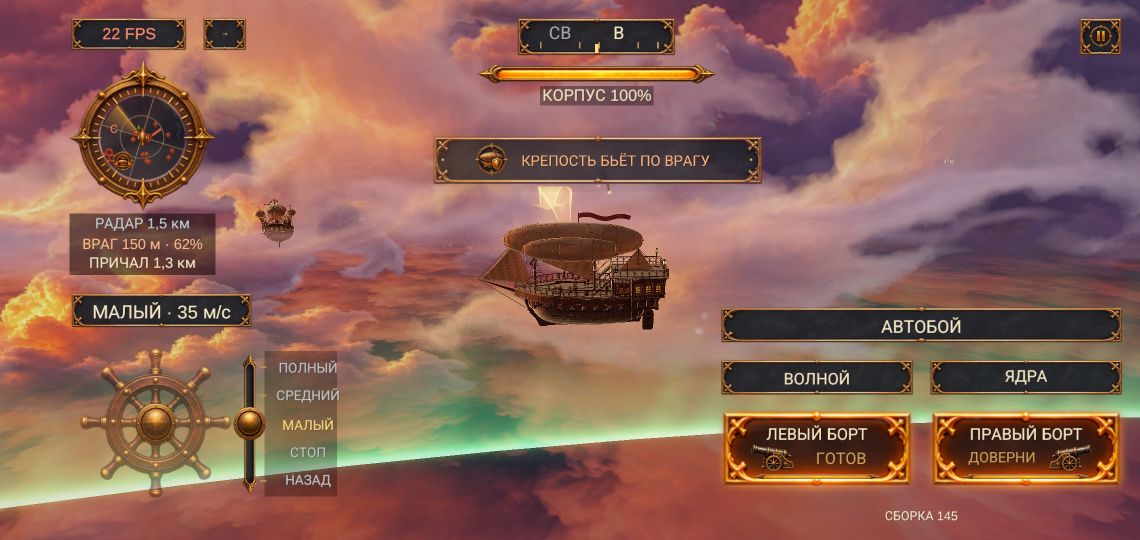 22 FPS
СВ В
КОРПУС 100%
С
КРЕПОСТЬ БЬЁТ ПО ВРАГУ
РАДАР 1,5 км
ВРАГ 150 м · 62%
ПРИЧАЛ 1,3 км
МАЛЫЙ · 35 м/с
ПОЛНЫЙ
СРЕДНИЙ
МАЛЫЙ
СТОП
НАЗАД
АВТОБОЙ
ВОЛНОЙ
ЯДРА
ЛЕВЫЙ БОРТ
ГОТОВ
ПРАВЫЙ БОРТ
ДОВЕРНИ
СБОРКА 145